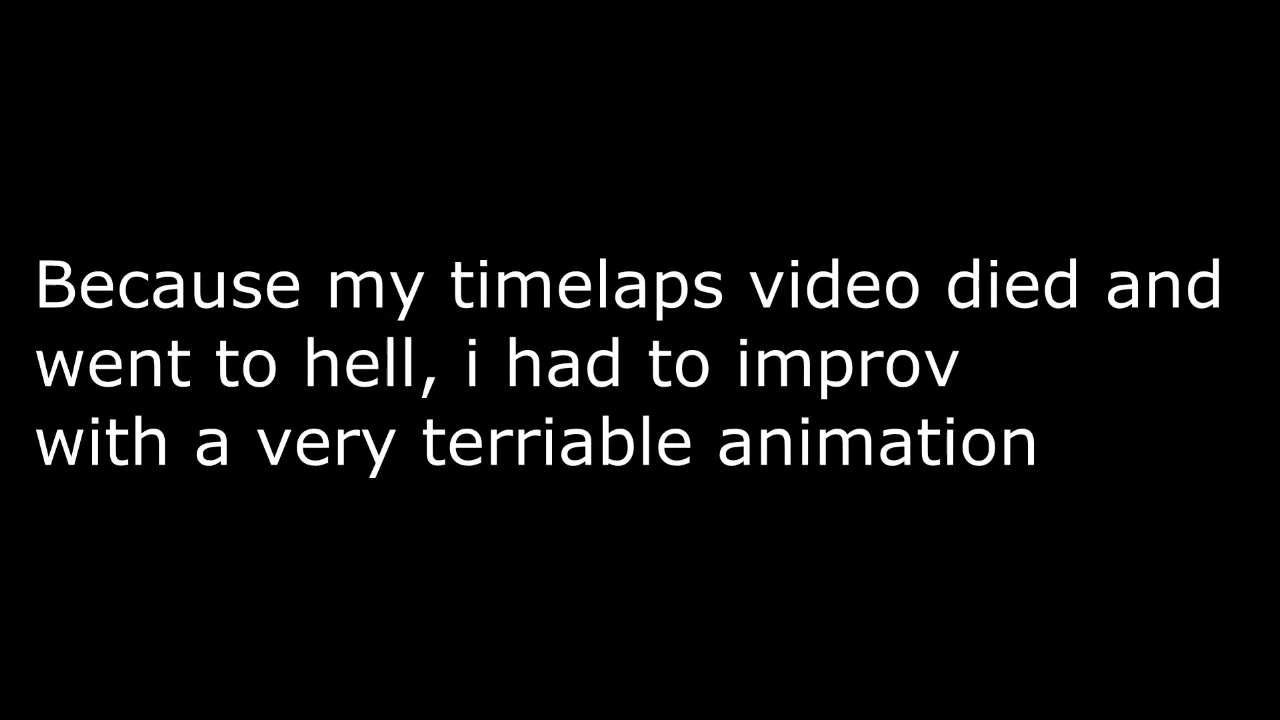 Because my timelaps video died and
went to hell, i had to improv
with a very terriable animation